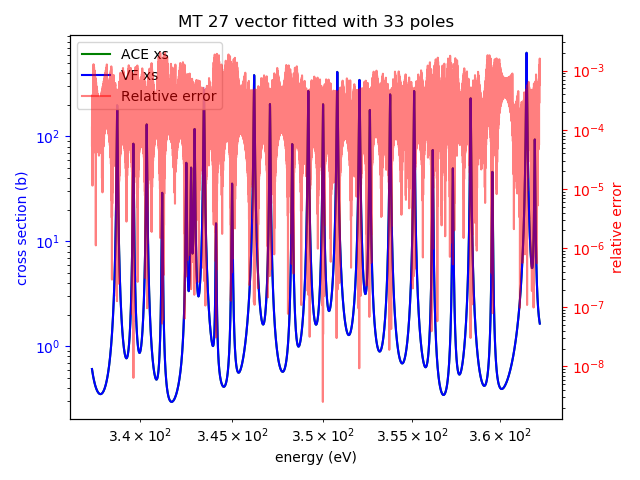 MT 27 vector fitted with 33 poles
ACE xs
VF xs
Relative error
cross section (b)
10²
10¹
10⁰
relative error
10⁻³
10⁻⁴
10⁻⁵
10⁻⁶
10⁻⁷
10⁻⁸
3.4 × 10² 3.45 × 10² 3.5 × 10² 3.55 × 10² 3.6 × 10²
energy (eV)